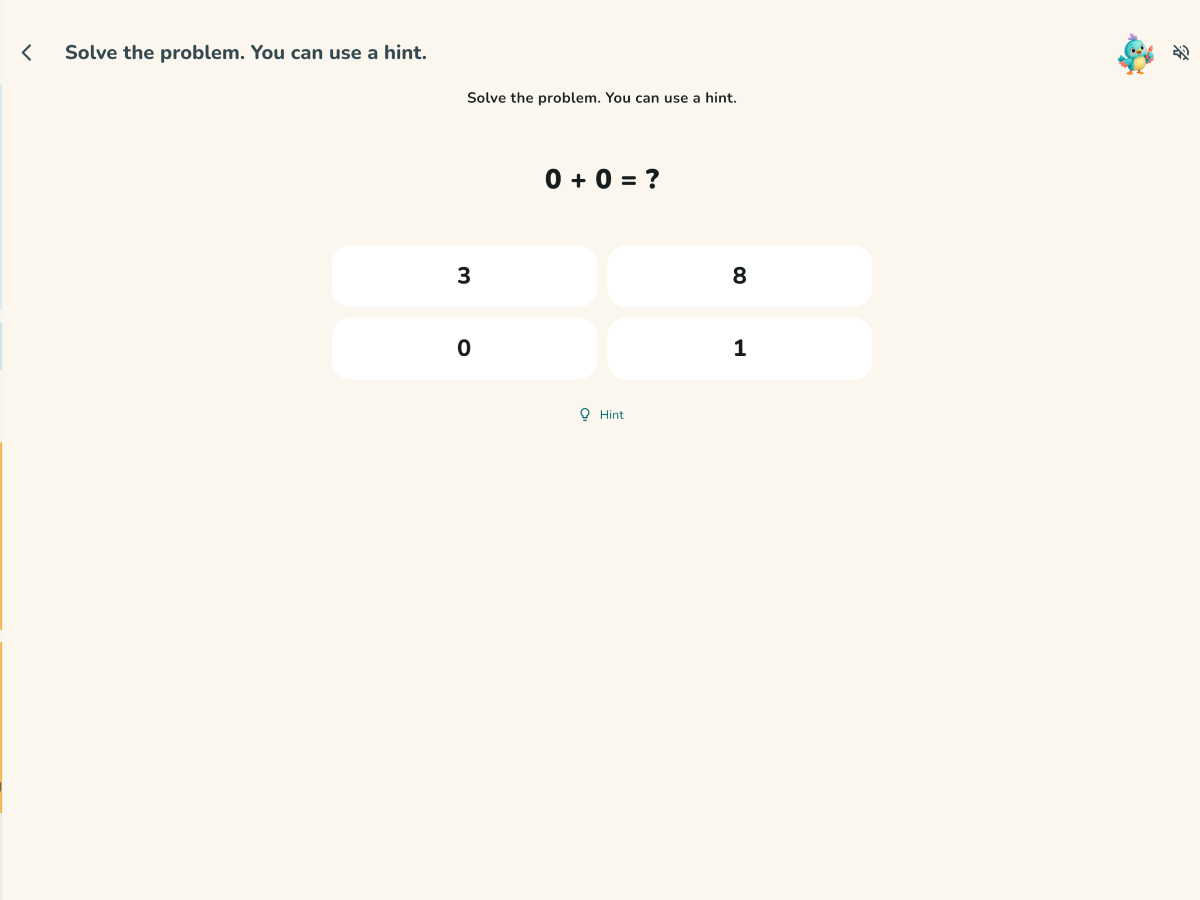 Solve the problem. You can use a hint.
Solve the problem. You can use a hint.
0 + 0 = ?
3
8
0
1
Hint